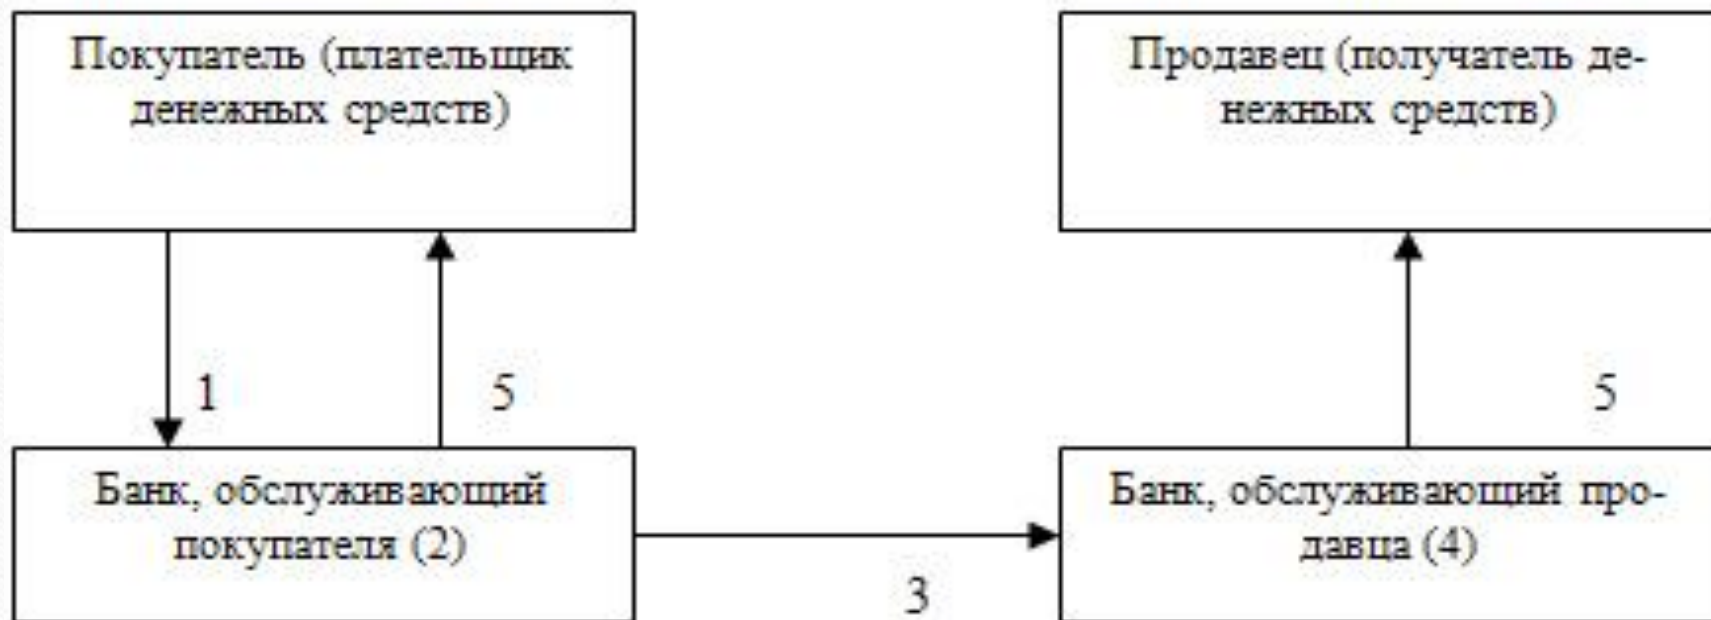 Покупатель (плательщик
денежных средств)
Продавец (получатель де-
нежных средств)
1
5
5
Банк, обслуживающий
покупателя (2)
Банк, обслуживающий про-
давца (4)
3